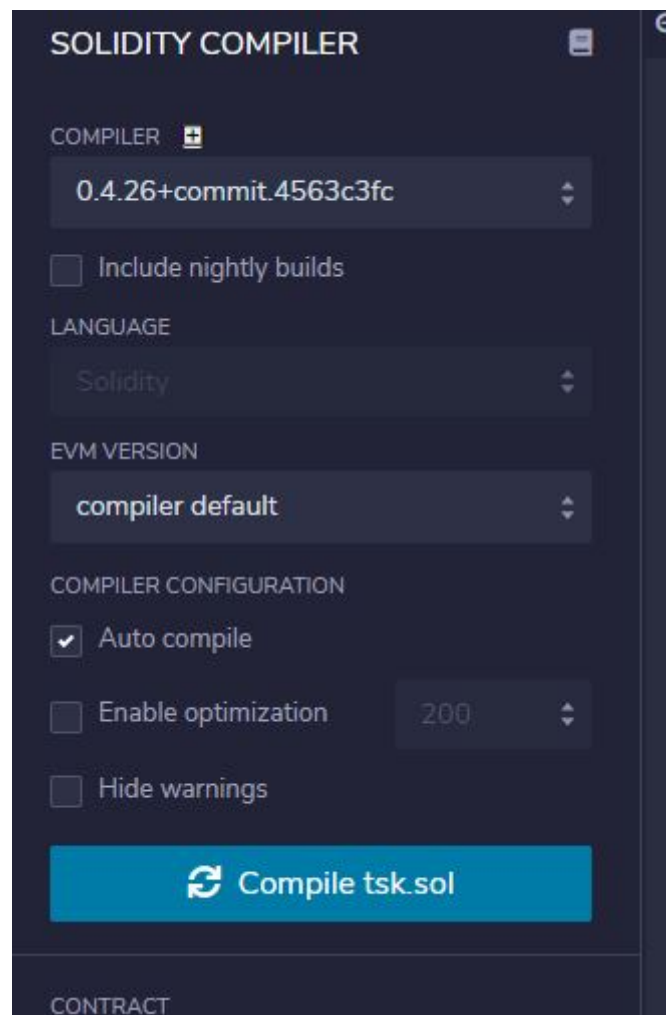 SOLIDITY COMPILER
COMPILER
0.4.26+commit.4563c3fc
Include nightly builds
LANGUAGE
Solidity
EVM VERSION
compiler default
COMPILER CONFIGURATION
Auto compile
Enable optimization 200
Hide warnings
Compile tsk.sol
CONTRACT